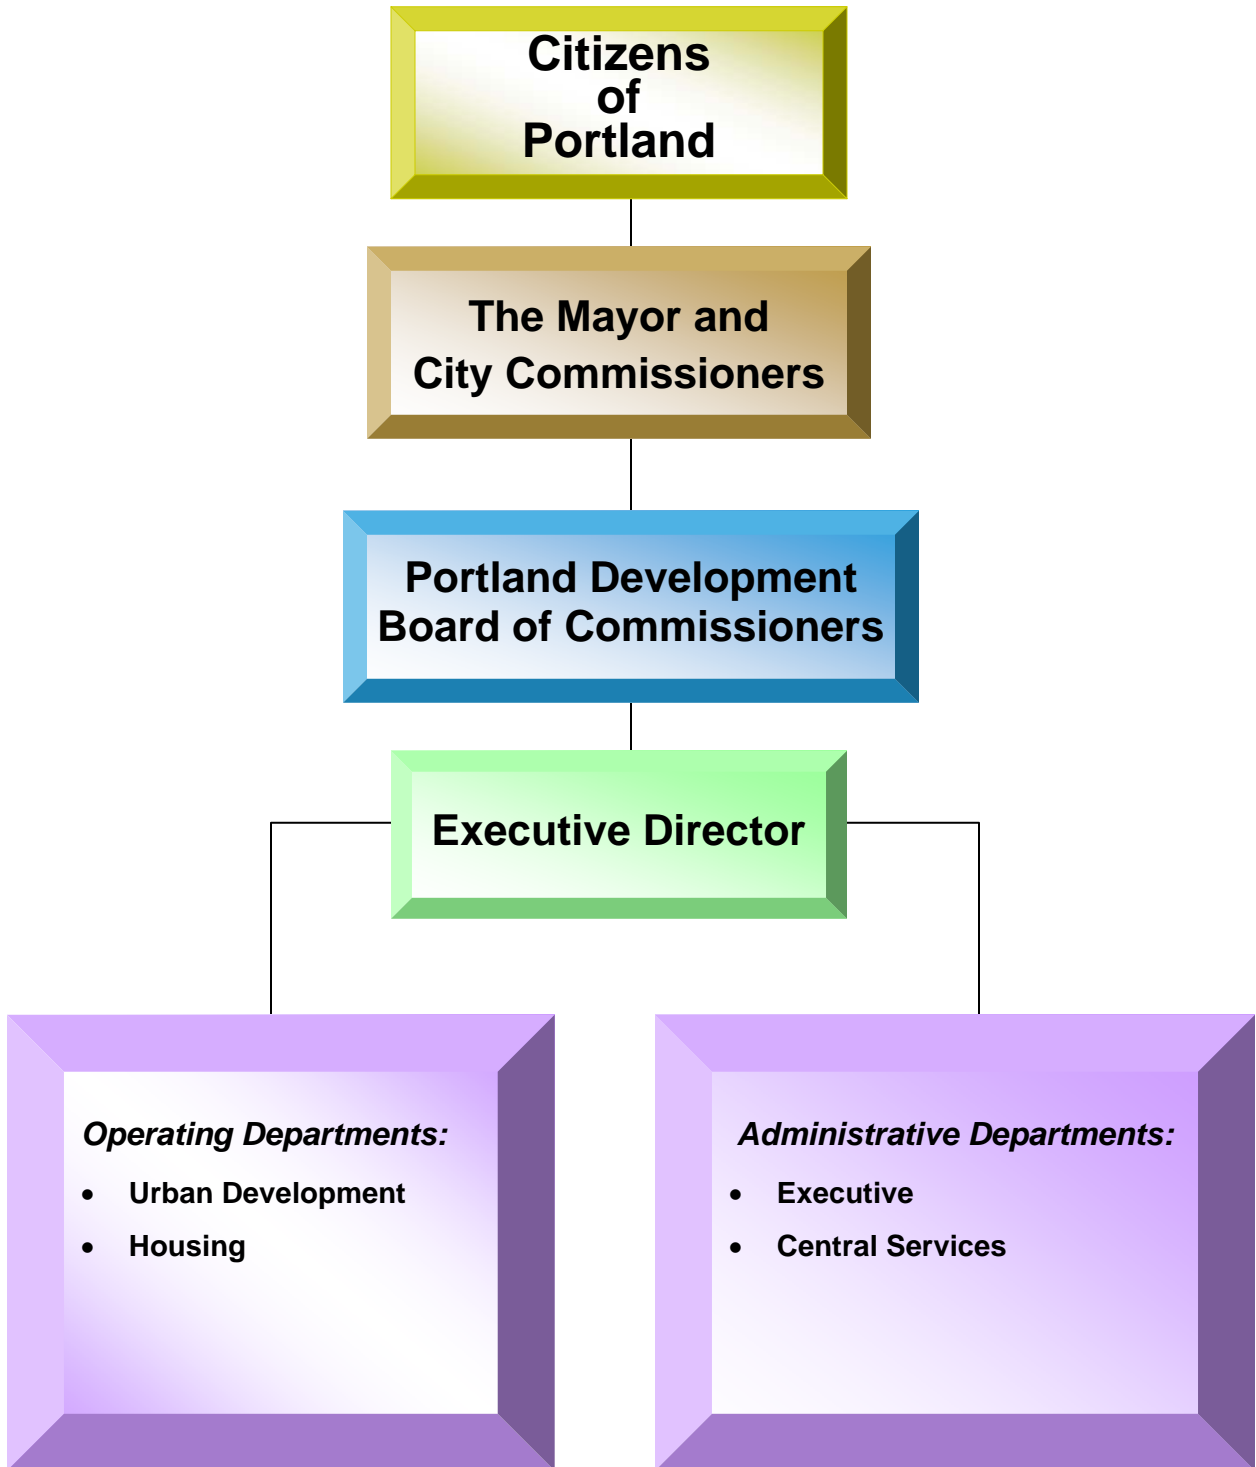 Citizens
of
Portland
The Mayor and
City Commissioners
Portland Development
Board of Commissioners
Executive Director
Operating Departments:
• Urban Development
• Housing
Administrative Departments:
• Executive
• Central Services